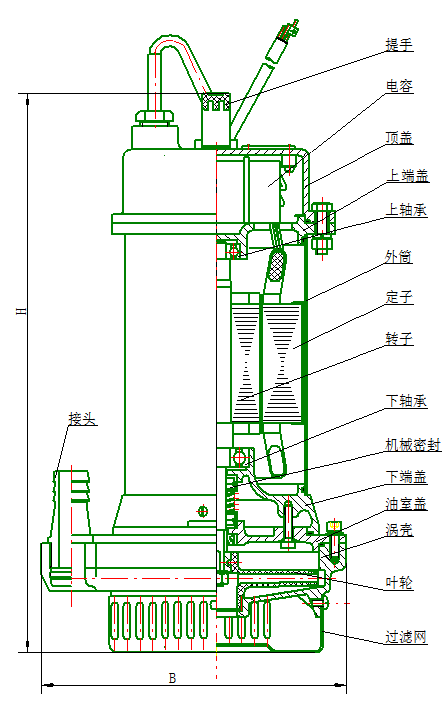 提手
电容
顶盖
上端盖
上轴承
外筒
定子
转子
下轴承
接头
机械密封
下端盖
油室盖
涡壳
叶轮
过滤网
H
B